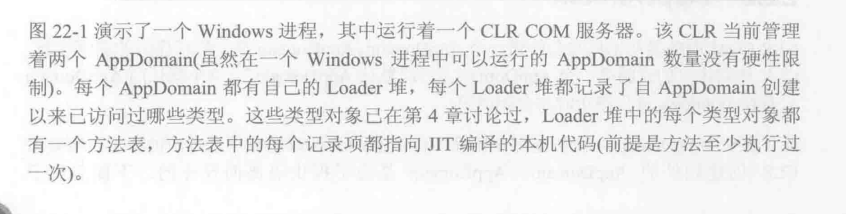 图 22-1 演示了一个 Windows 进程，其中运行着一个 CLR COM 服务器。该 CLR 当前管理
着两个 AppDomain(虽然在一个 Windows 进程中可以运行的 AppDomain 数量没有硬性限
制)。每个 AppDomain 都有自己的 Loader 堆，每个 Loader 堆都记录了自 AppDomain 创建
以来已访问过哪些类型。这些类型对象已在第 4 章讨论过，Loader 堆中的每个类型对象都
有一个方法表，方法表中的每个记录项都指向 JIT 编译的本机代码(前提是方法至少执行过
一次)。